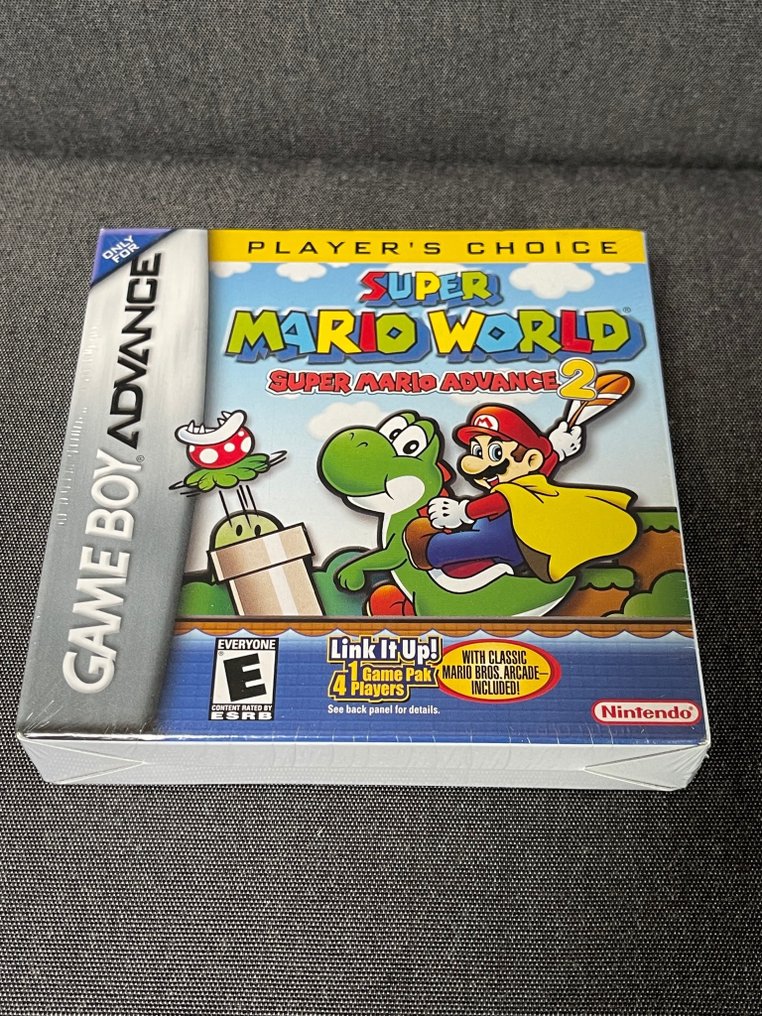 ONLY
FOR
GAME BOY ADVANCE
PLAYER'S CHOICE
SUPER
MARIO WORLD®
SUPER MARIO ADVANCE 2
EVERYONE
E
CONTENT RATED BY
ESRB
Link It Up!
1 Game Pak
4 Players
See back panel for details.
WITH CLASSIC
MARIO BROS. ARCADE—
INCLUDED!
Nintendo®